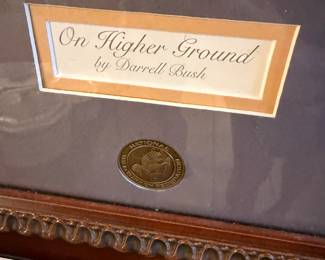 On Higher Ground
by Darrell Bush
NATIONAL